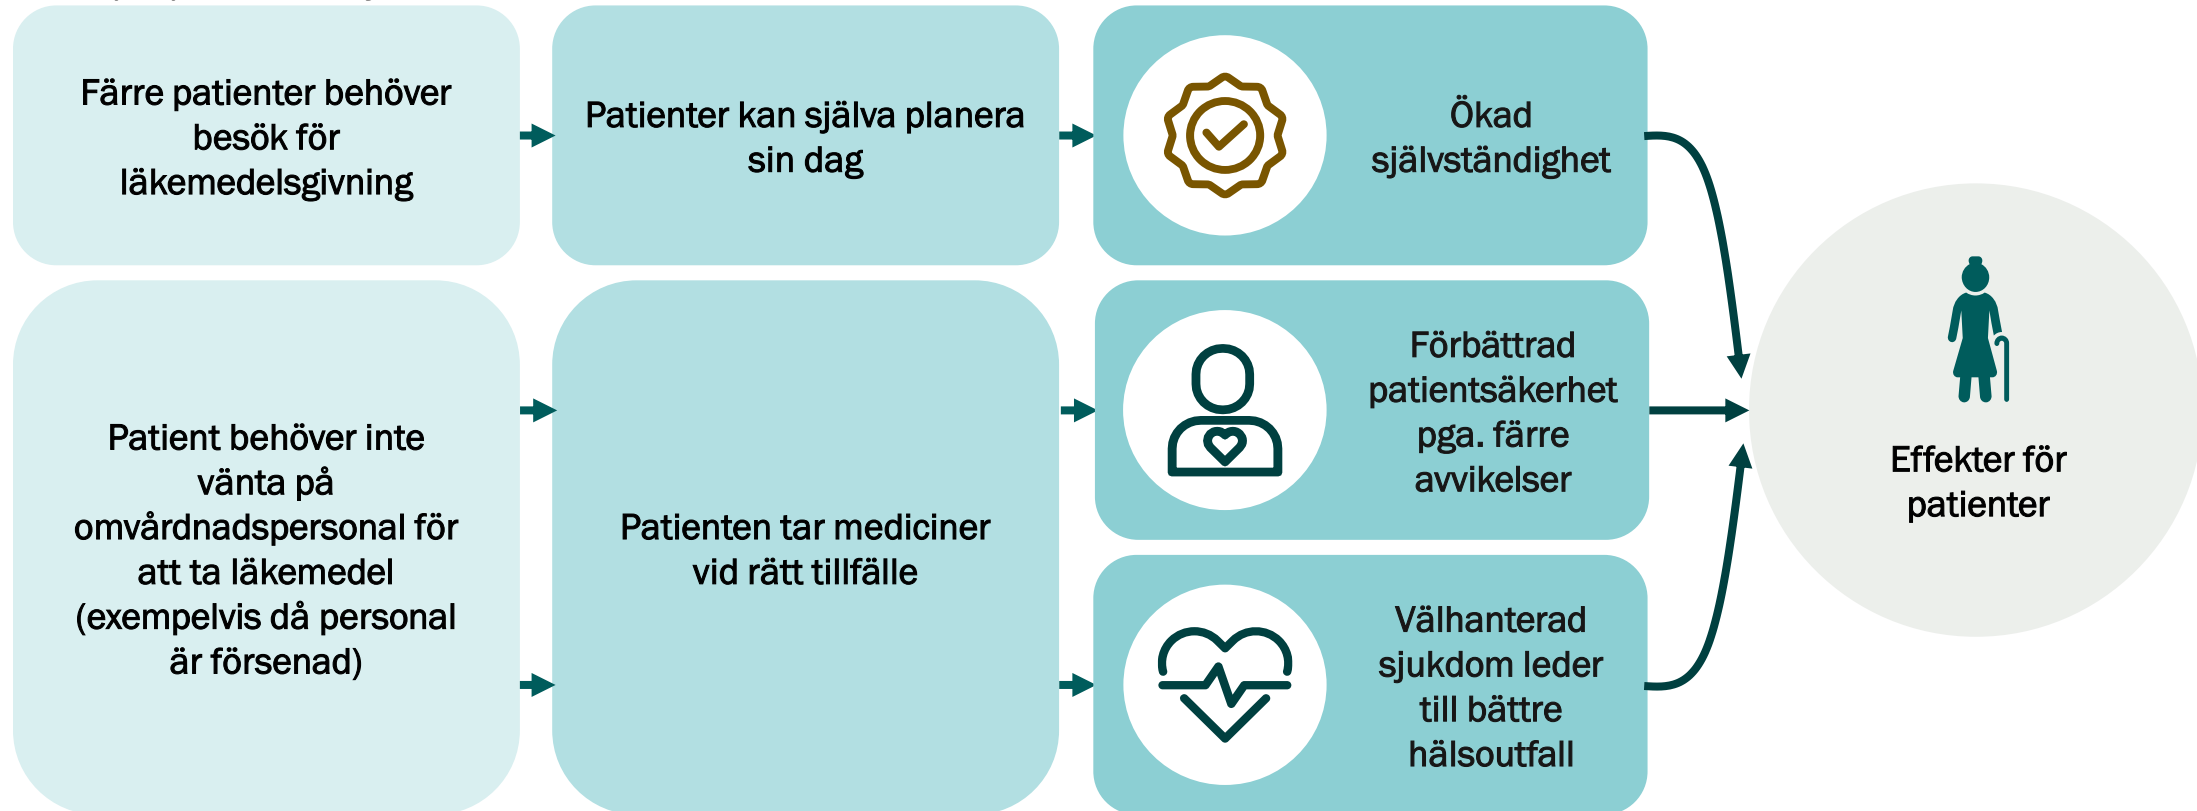 Färre patienter behöver
besök för
läkemedelsgivning
Patienter kan själva planera
sin dag
Ökad
självständighet
Patient behöver inte
vänta på
omvårdnadspersonal för
att ta läkemedel
(exempelvis då personal
är försenad)
Patienten tar mediciner
vid rätt tillfälle
Förbättrad
patientsäkerhet
pga. färre
avvikelser
Välhanterad
sjukdom leder
till bättre
hälsoutfall
Effekter för
patienter